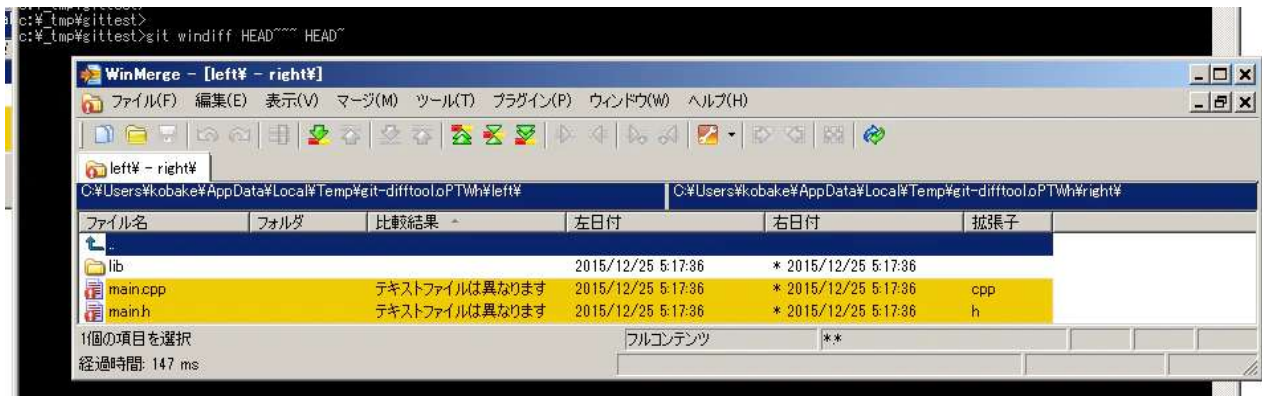 c:¥_tmp¥gittest>
c:¥_tmp¥gittest>git windiff HEAD~~~ HEAD~
WinMerge - [left¥ - right¥]
ファイル(F) 編集(E) 表示(V) マージ(M) ツール(T) プラグイン(P) ウィンドウ(W) ヘルプ(H)
left¥ - right¥
C:¥Users¥kobake¥AppData¥Local¥Temp¥git-difftool.oPTWh¥left¥ C:¥Users¥kobake¥AppData¥Local¥Temp¥git-difftool.oPTWh¥right¥
ファイル名 フォルダ 比較結果 左日付 右日付 拡張子
..
lib 2015/12/25 5:17:36 * 2015/12/25 5:17:36
main.cpp テキストファイルは異なります 2015/12/25 5:17:36 * 2015/12/25 5:17:36 cpp
main.h テキストファイルは異なります 2015/12/25 5:17:36 * 2015/12/25 5:17:36 h
1個の項目を選択 フルコンテンツ **
経過時間: 147 ms